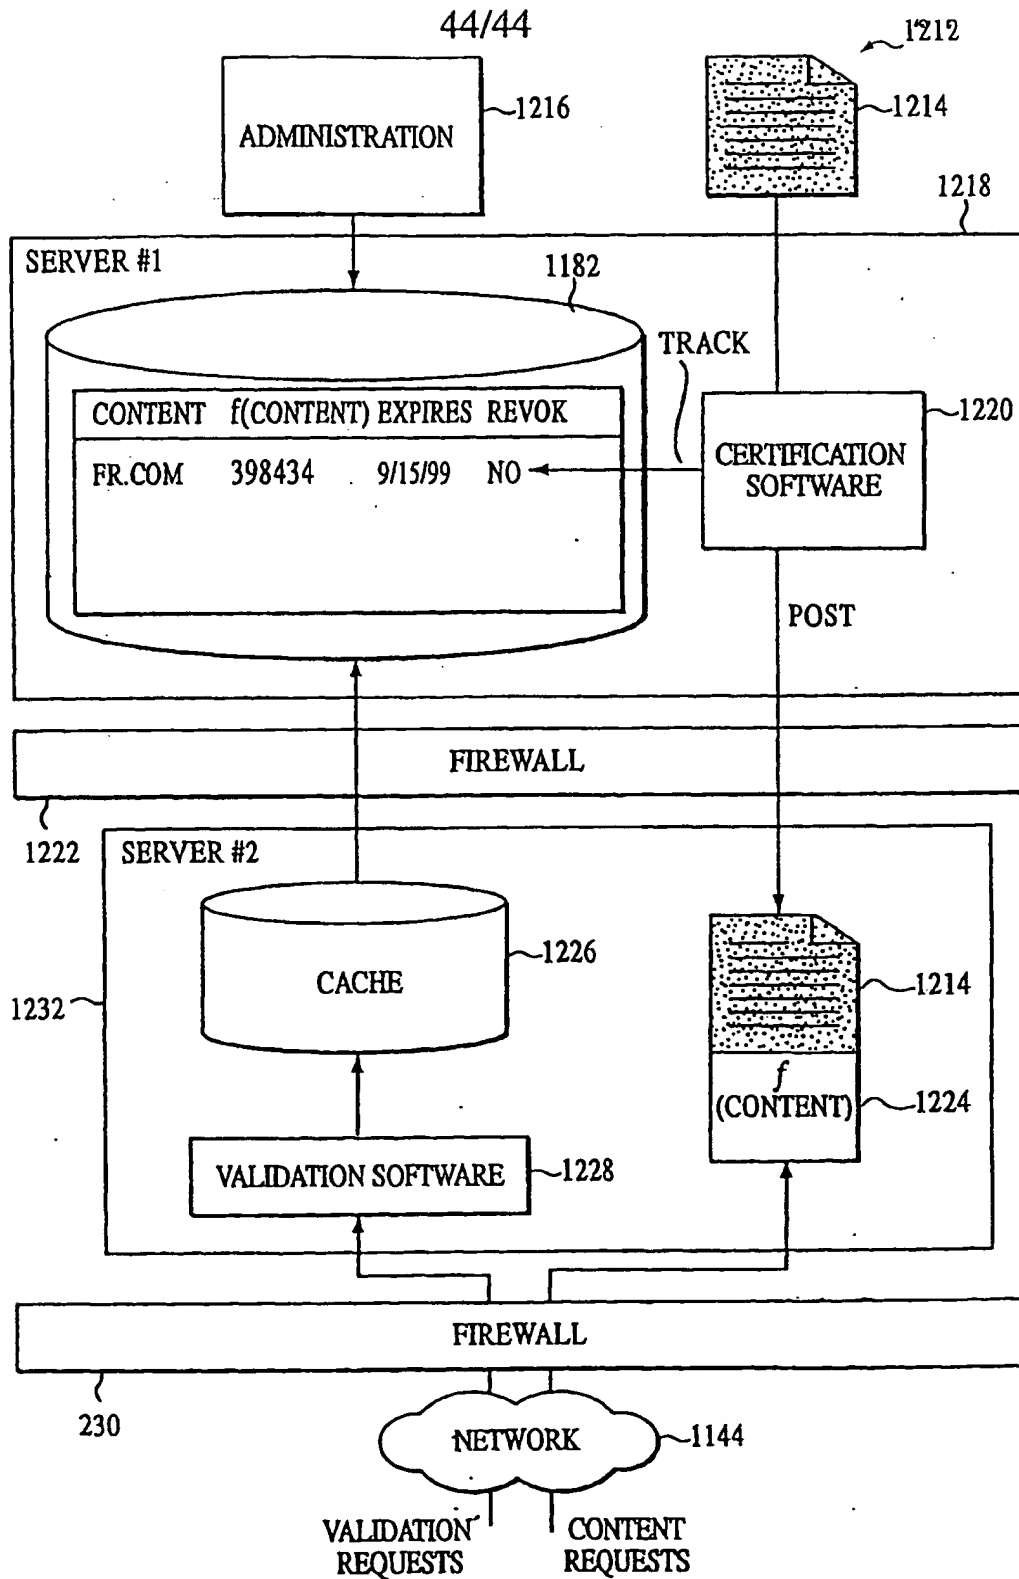 44/44
1212
ADMINISTRATION
1216
1214
1218
SERVER #1
1182
TRACK
CONTENT f(CONTENT) EXPIRES REVOK
FR.COM 398434 9/15/99 NO
CERTIFICATION
SOFTWARE
1220
POST
FIREWALL
1222
SERVER #2
CACHE
1226
1214
1232
f
(CONTENT)
1224
VALIDATION SOFTWARE
1228
FIREWALL
230
NETWORK
1144
VALIDATION
REQUESTS
CONTENT
REQUESTS